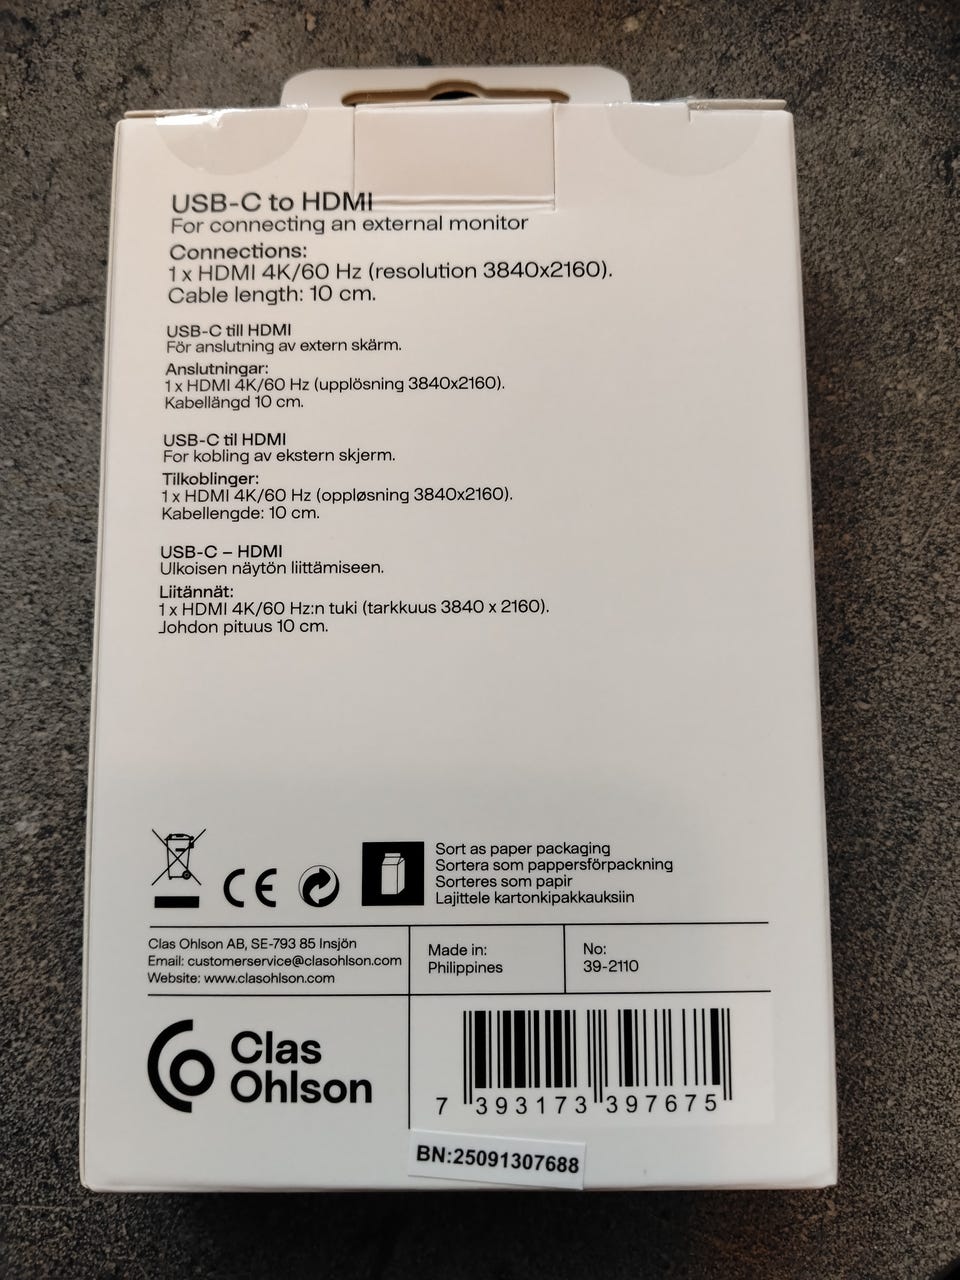 USB-C to HDMI
For connecting an external monitor
Connections:
1 x HDMI 4K/60 Hz (resolution 3840x2160).
Cable length: 10 cm.
USB-C till HDMI
För anslutning av extern skärm.
Anslutningar:
1 x HDMI 4K/60 Hz (upplösning 3840x2160).
Kabellängd 10 cm.
USB-C til HDMI
For kobling av ekstern skjerm.
Tilkoblinger:
1 x HDMI 4K/60 Hz (oppløsning 3840x2160).
Kabellengde: 10 cm.
USB-C – HDMI
Ulkoisen näytön liittämiseen.
Liitännät:
1 x HDMI 4K/60 Hz:n tuki (tarkkuus 3840 x 2160).
Johdon pituus 10 cm.
CE
Sort as paper packaging
Sortera som pappersförpackning
Sorteres som papir
Lajittele kartonkipakkauksiin
Clas Ohlson AB, SE-793 85 Insjön
Email: customerservice@clasohlson.com
Website: www.clasohlson.com
Made in:
Philippines
No:
39-2110
Clas
Ohlson
7 393173 397675
BN:25091307688